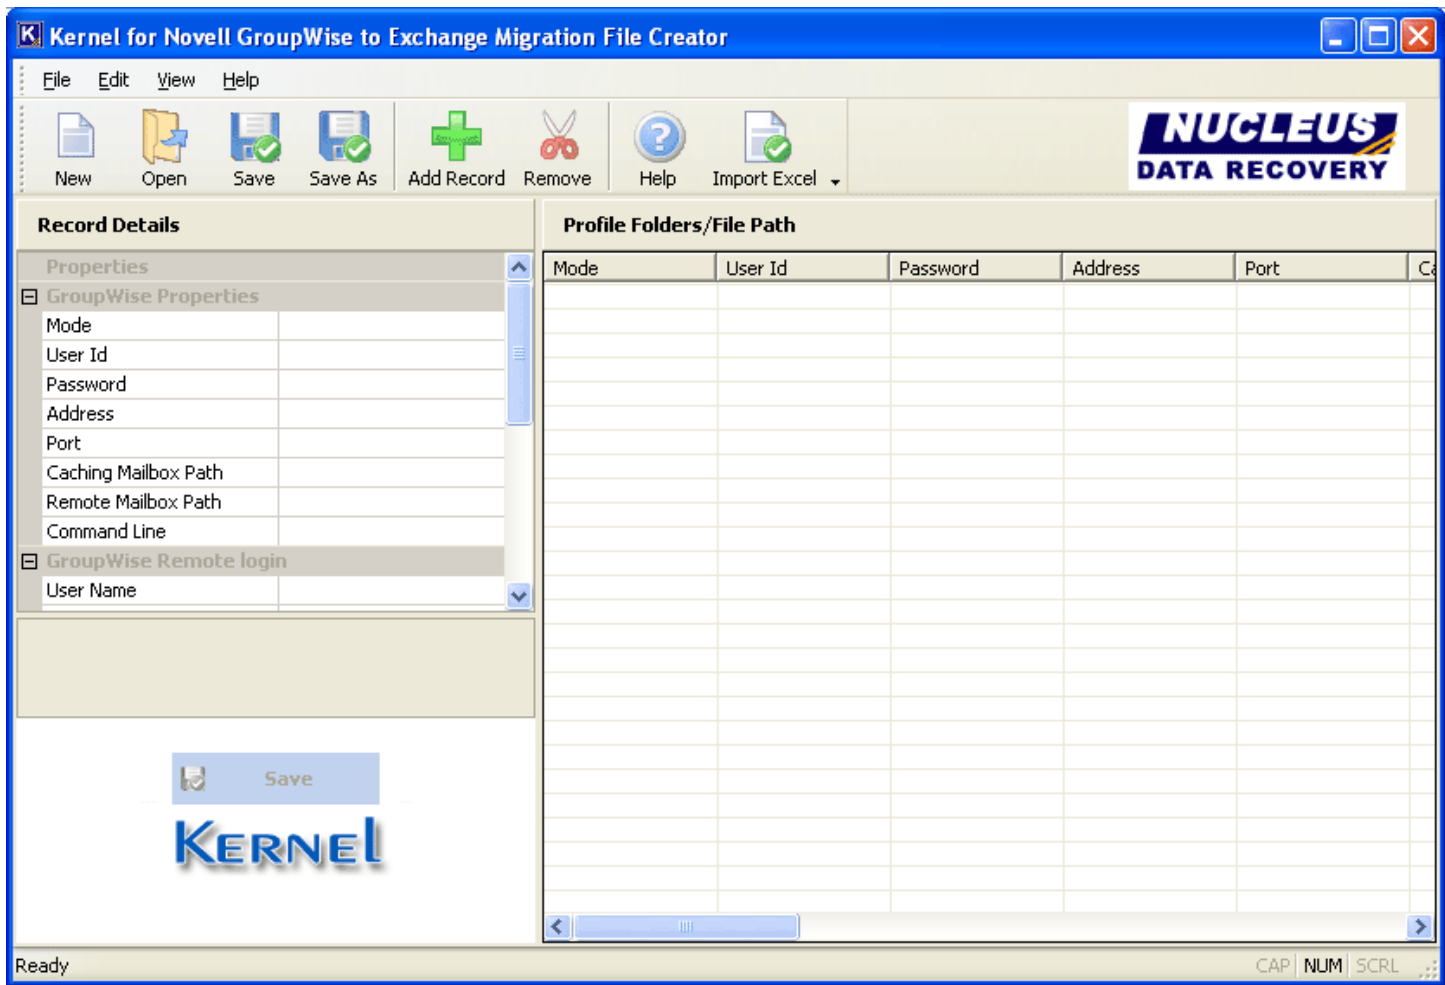 Kernel for Novell GroupWise to Exchange Migration File Creator
File Edit View Help
New Open Save Save As Add Record Remove Help Import Excel
NUCLEUS
DATA RECOVERY
Record Details
Profile Folders/File Path
Properties
Mode User Id Password Address Port
GroupWise Properties
Mode
User Id
Password
Address
Port
Caching Mailbox Path
Remote Mailbox Path
Command Line
GroupWise Remote login
User Name
Save
KERNEl
Ready
CAP NUM SCRL